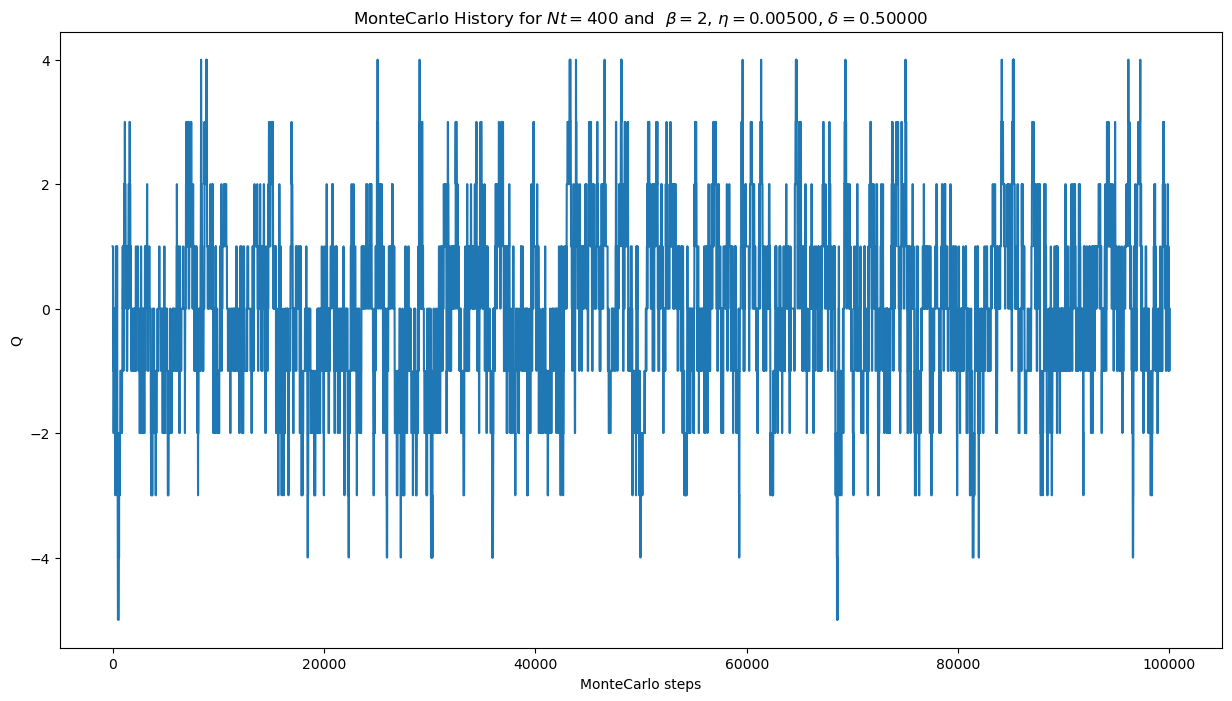 MonteCarlo History for Nt = 400 and β = 2, η = 0.00500, δ = 0.50000
4
2
0
−2
−4
Q
0 20000 40000 60000 80000 100000
MonteCarlo steps